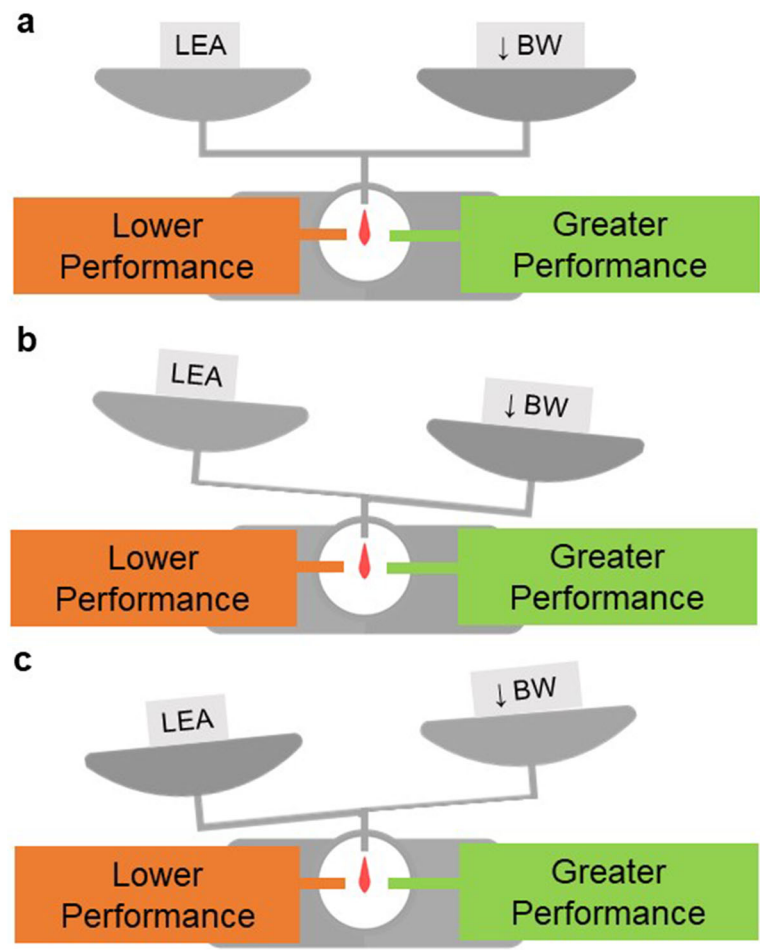 a
LEA
↓ BW
Lower
Performance
Greater
Performance
b
LEA
↓ BW
Lower
Performance
Greater
Performance
c
LEA
↓ BW
Lower
Performance
Greater
Performance